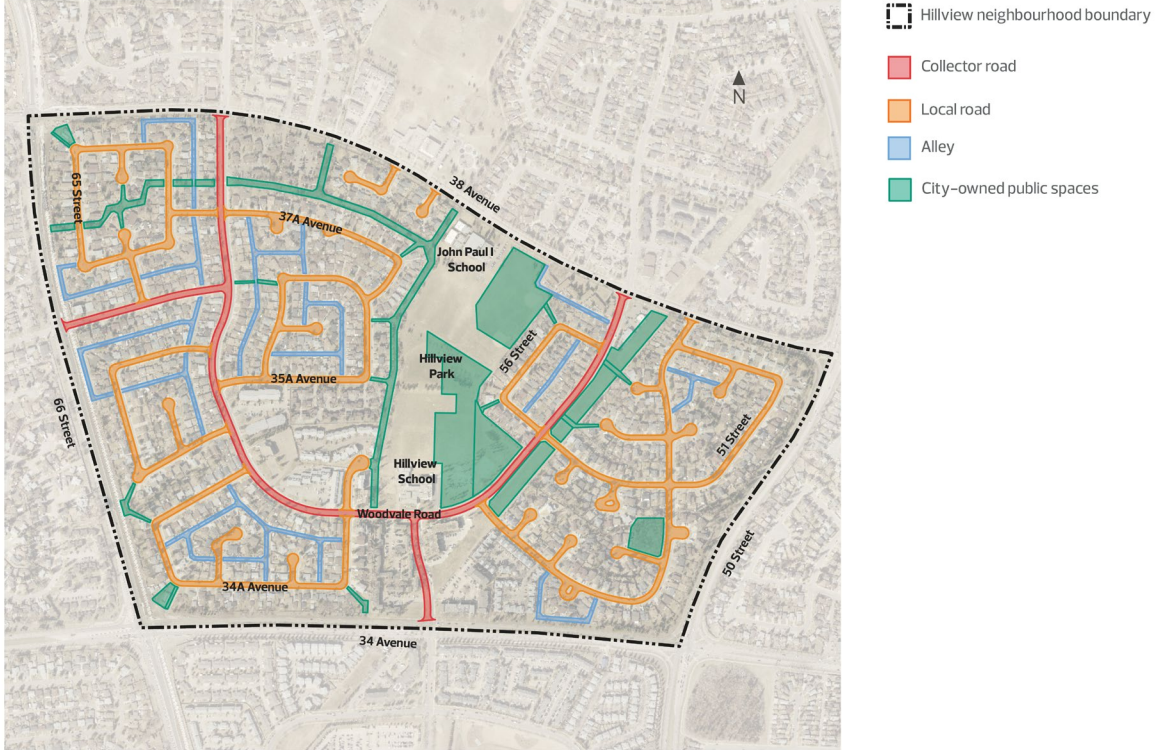 Hillview neighbourhood boundary
Collector road
N
Local road
Alley
65 Street
38 Avenue
City-owned public spaces
37A Avenue
John Paul I
School
56 Street
Hillview
Park
35A Avenue
66 Street
51 Street
Hillview
School
Woodvale Road
50 Street
34A Avenue
34 Avenue